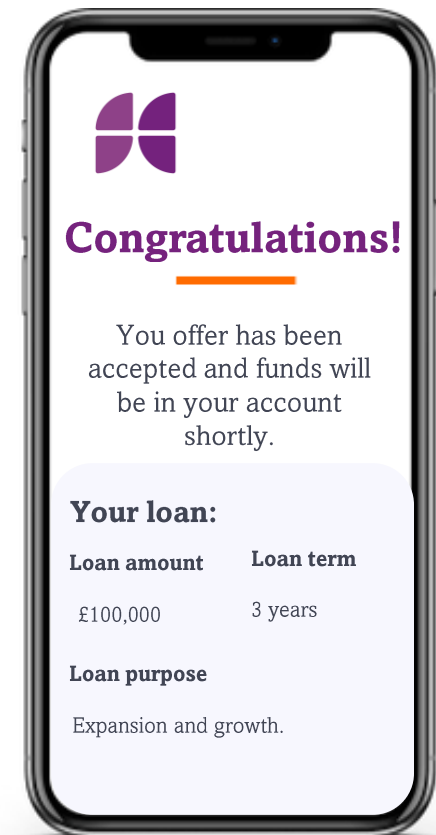 Congratulations!
You offer has been
accepted and funds will
be in your account
shortly.
Your loan:
Loan amount
Loan term
£100,000
3 years
Loan purpose
Expansion and growth.